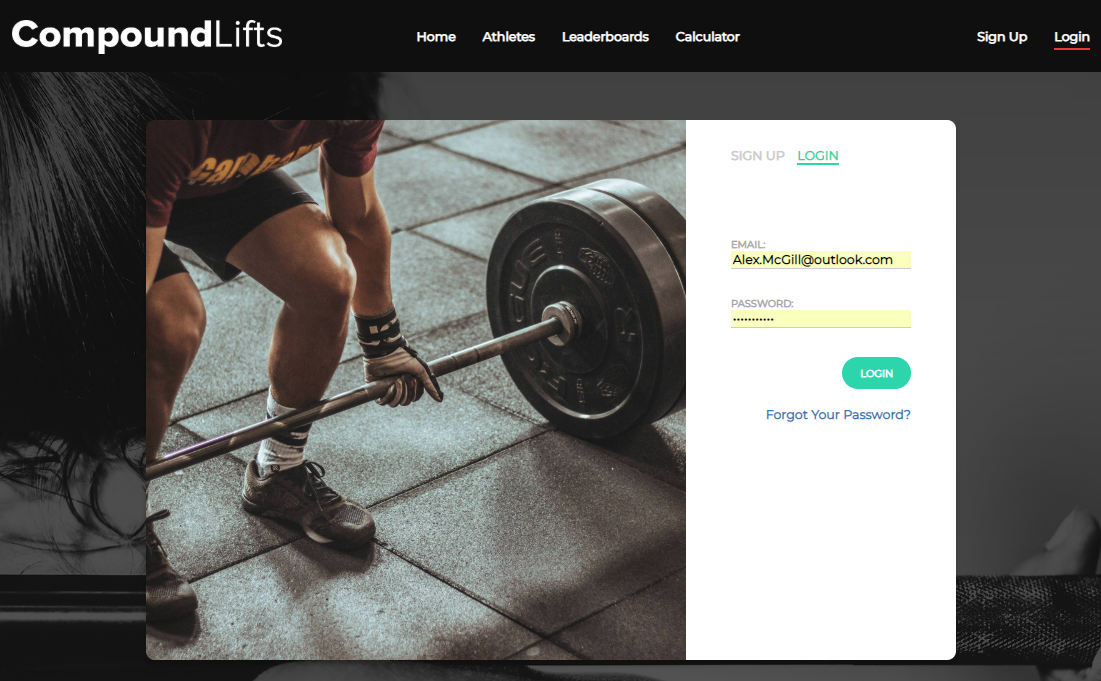 CompoundLifts
Home Athletes Leaderboards Calculator
Sign Up Login
SIGN UP LOGIN
EMAIL:
Alex.McGill@outlook.com
PASSWORD:
•••••••••••
LOGIN
Forgot Your Password?